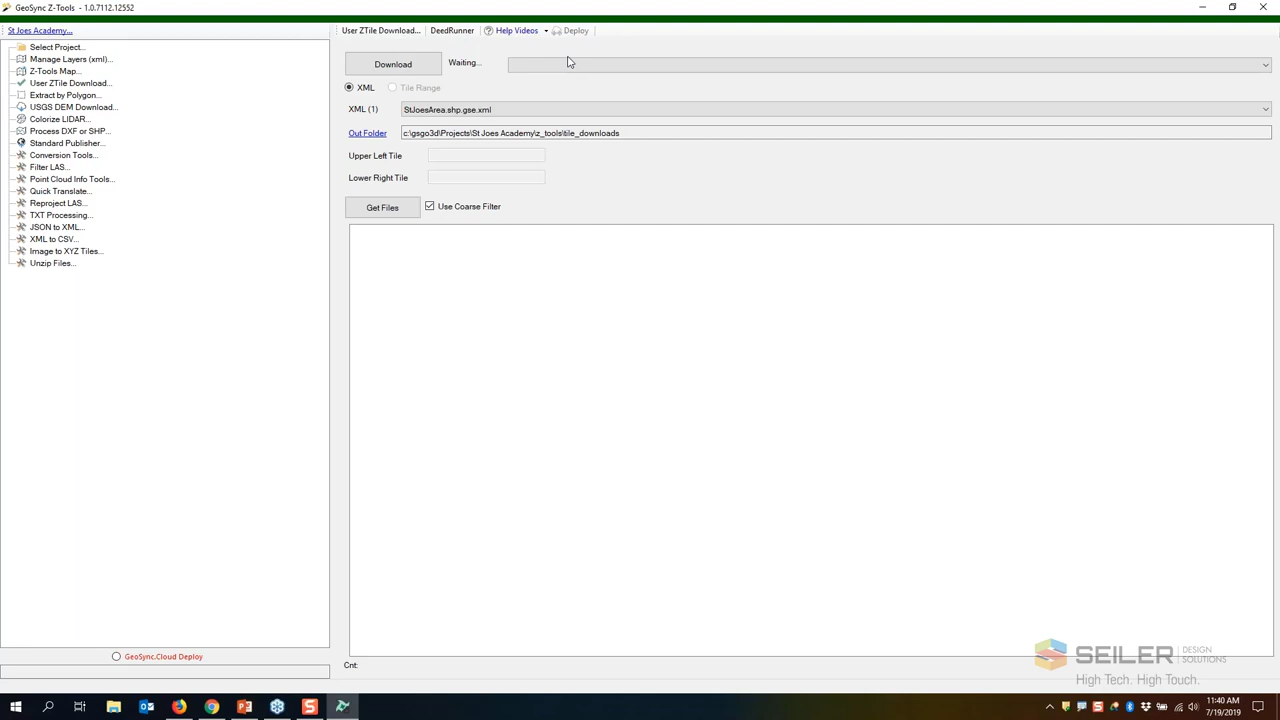 GeoSync Z-Tools - 1.0.7112.12552
St Joes Academy...
User ZTile Download...
DeedRunner
Help Videos
Deploy
Select Project...
Manage Layers (xml)...
Z-Tools Map...
User ZTile Download...
Extract by Polygon...
USGS DEM Download...
Colorize LIDAR...
Process DXF or SHP...
Standard Publisher...
Conversion Tools...
Filter LAS...
Point Cloud Info Tools...
Quick Translate...
Reproject LAS...
TXT Processing...
JSON to XML...
XML to CSV...
Image to XYZ Tiles...
Unzip Files...
GeoSync.Cloud Deploy
Download
Waiting...
XML
Tile Range
XML (1)
StJoesArea.shp.gse.xml
Out Folder
c:\gsgo3d\Projects\St Joes Academy\z_tools\tile_downloads
Upper Left Tile
Lower Right Tile
Get Files
Use Coarse Filter
Cnt:
SEILER DESIGN SOLUTIONS
High Tech. High Touch.
11:40 AM
7/19/2019